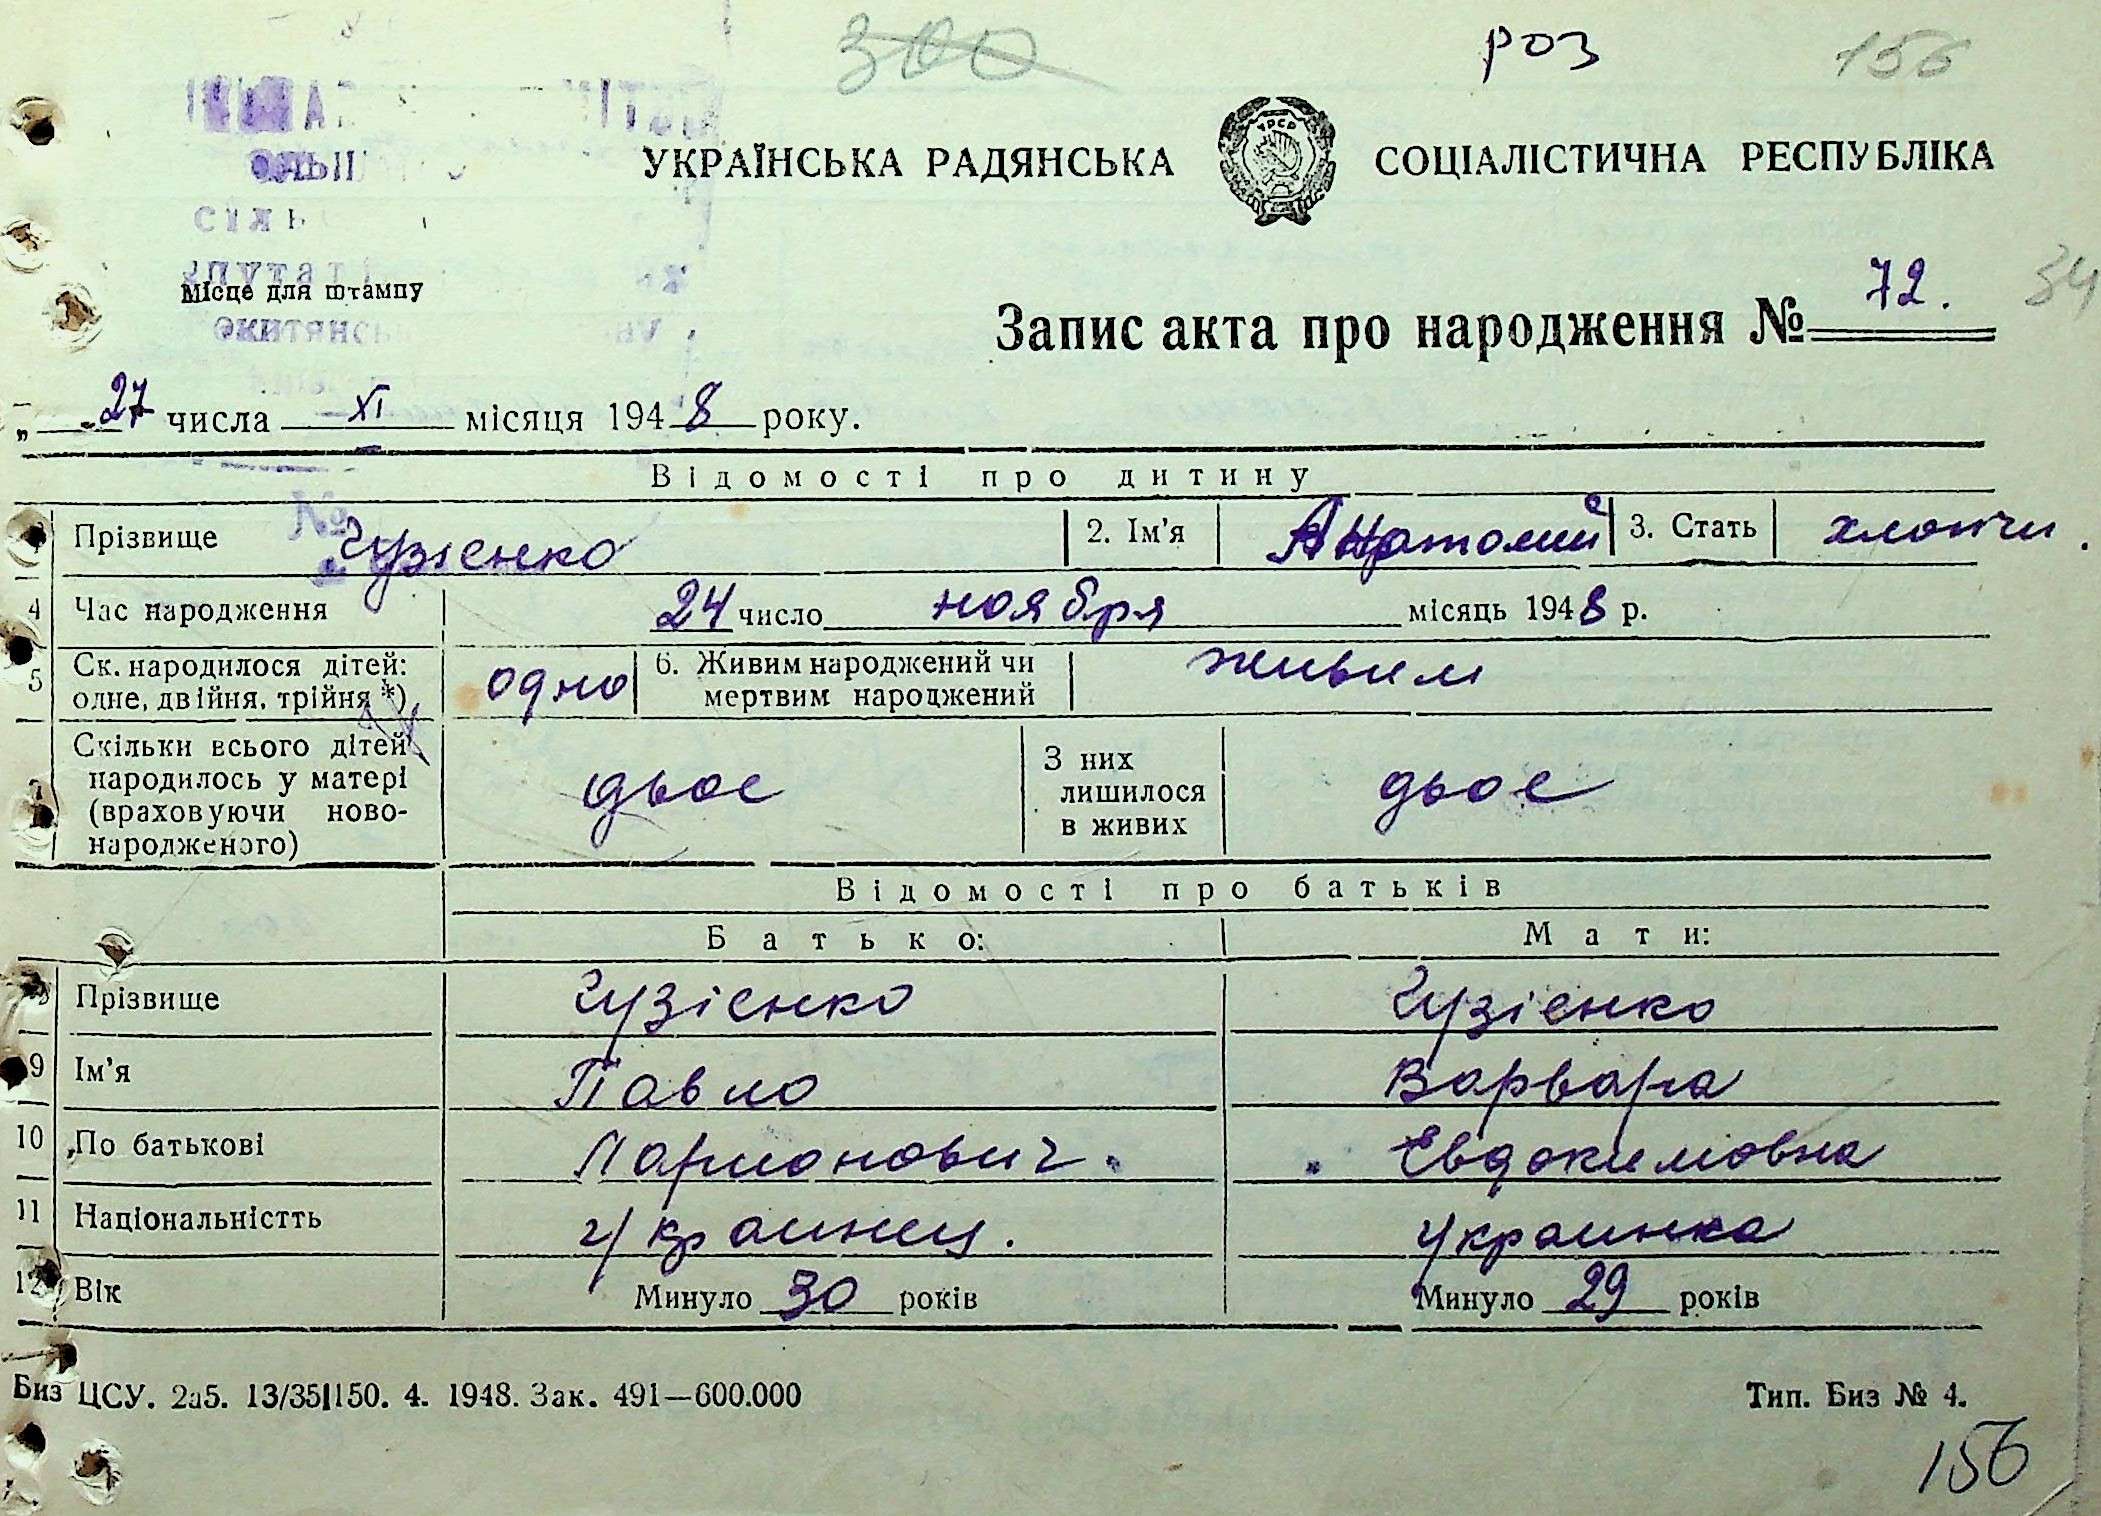 300 роз 156
УКРАЇНСЬКА РАДЯНСЬКА УРСР СОЦІАЛІСТИЧНА РЕСПУБЛІКА
Місце для штампу
34
Запис акта про народження № 72.
„ 27 числа XI місяця 1948 року.
Відомості про дитину
Прізвище Гузієнко 2. Ім'я Анатолий 3. Стать хлопчи.
4 Час народження 24 число ноября місяць 1948 р.
5 Ск. народилося дітей: одне, двійня, трійня *) одно 6. Живим народжений чи мертвим народжений живим
Скільки всього дітей народилось у матері (враховуючи новонародженого) двое З них лишилося в живих двое
Відомості про батьків
Батько: Мати:
Прізвище Гузієнко Гузієнко
9 Ім'я Павло Варвара
10 По батькові Ларионович. Евдокимовна
11 Національністть Украинец. Украинка
12 Вік Минуло 30 років Минуло 29 років
Биз ЦСУ. 2а5. 13/35|150. 4. 1948. Зак. 491—600.000 Тип. Биз № 4.
156